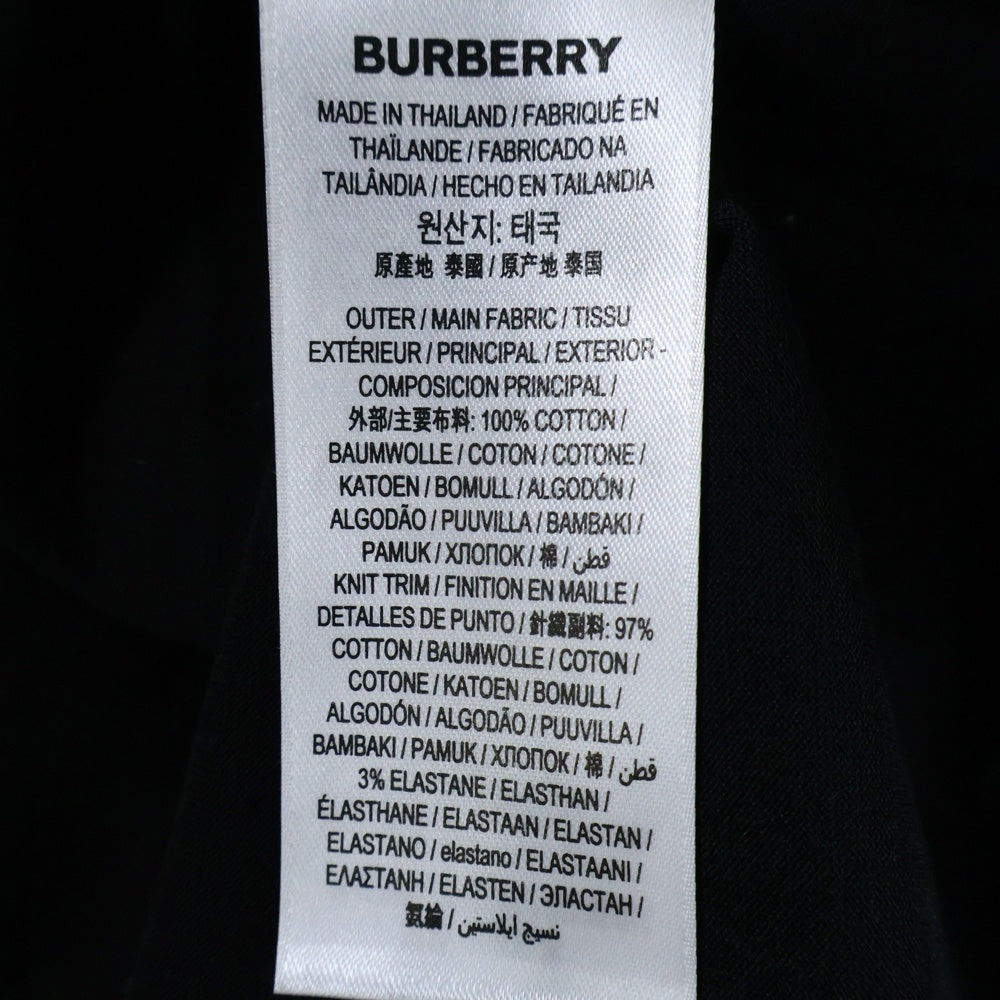 BURBERRY
MADE IN THAILAND / FABRIQUÉ EN
THAÏLANDE / FABRICADO NA
TAILÂNDIA / HECHO EN TAILANDIA
원산지: 태국
原產地 泰國 / 原产地 泰国
OUTER / MAIN FABRIC / TISSU
EXTÉRIEUR / PRINCIPAL / EXTERIOR -
COMPOSICION PRINCIPAL /
外部/主要布料: 100% COTTON /
BAUMWOLLE / COTON / COTONE /
KATOEN / BOMULL / ALGODÓN /
ALGODÃO / PUUVILLA / BAMBAKI /
PAMUK / ХЛОПОК / 棉 / قطن
KNIT TRIM / FINITION EN MAILLE /
DETALLES DE PUNTO / 針織副料: 97%
COTTON / BAUMWOLLE / COTON /
COTONE / KATOEN / BOMULL /
ALGODÓN / ALGODÃO / PUUVILLA /
BAMBAKI / PAMUK / ХЛОПОК / 棉 / قطن
3% ELASTANE / ELASTHAN /
ÉLASTHANE / ELASTAAN / ELASTAN /
ELASTANO / elastano / ELASTAANI /
ΕΛΑΣΤΑΝΗ / ELASTEN / ЭЛАСТАН /
氨綸 / نسيج ايلاستين